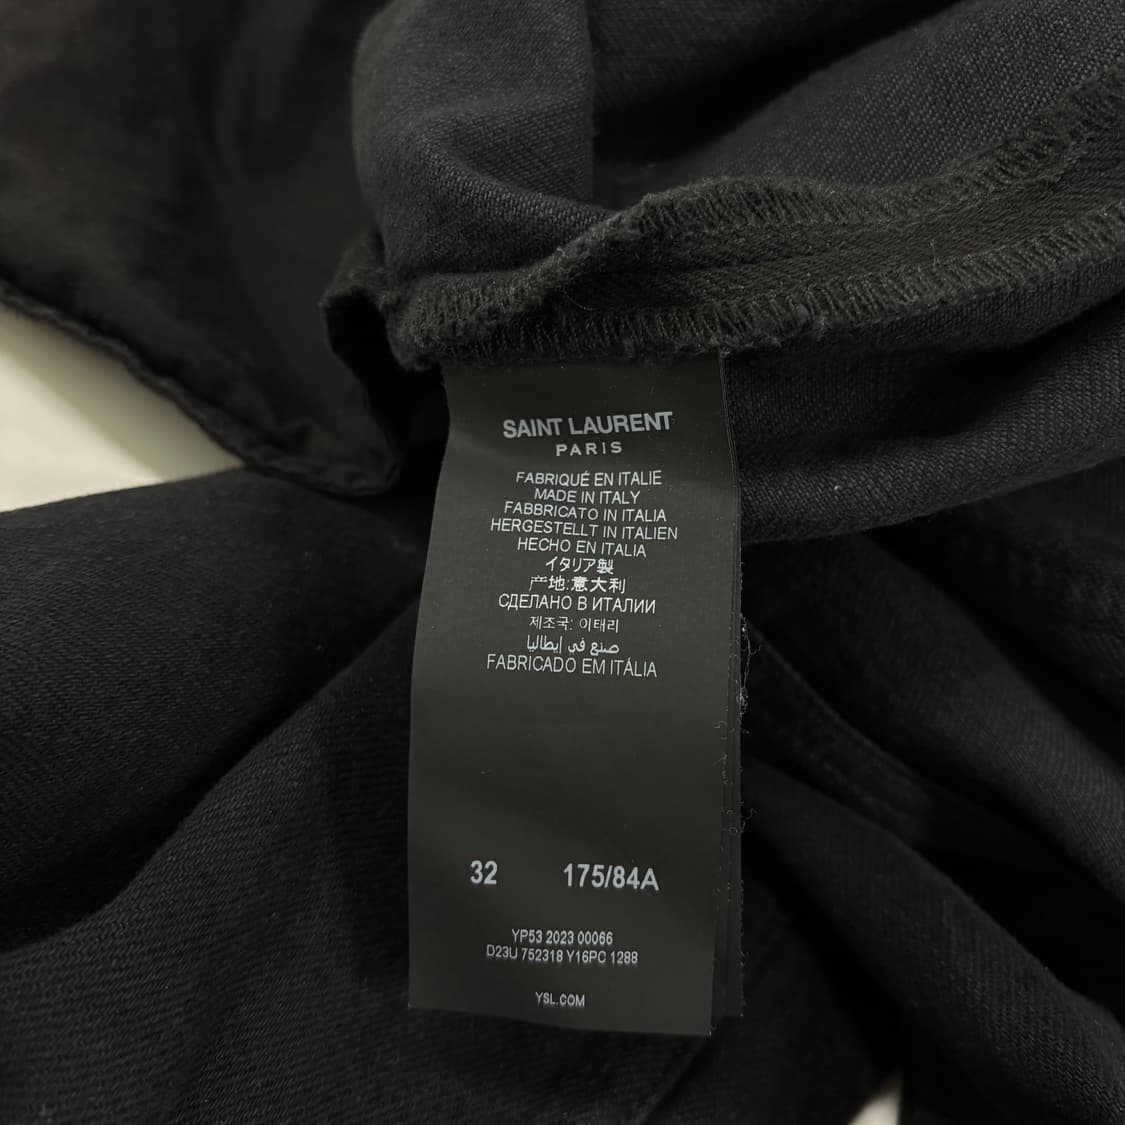 SAINT LAURENT
PARIS
FABRIQUÉ EN ITALIE
MADE IN ITALY
FABBRICATO IN ITALIA
HERGESTELLT IN ITALIEN
HECHO EN ITALIA
イタリア製
产地:意大利
СДЕЛАНО В ИТАЛИИ
제조국: 이태리
صنع في إيطاليا
FABRICADO EM ITÁLIA
32 175/84A
YP53 2023 00066
D23U 752318 Y16PC 1288
YSL.COM